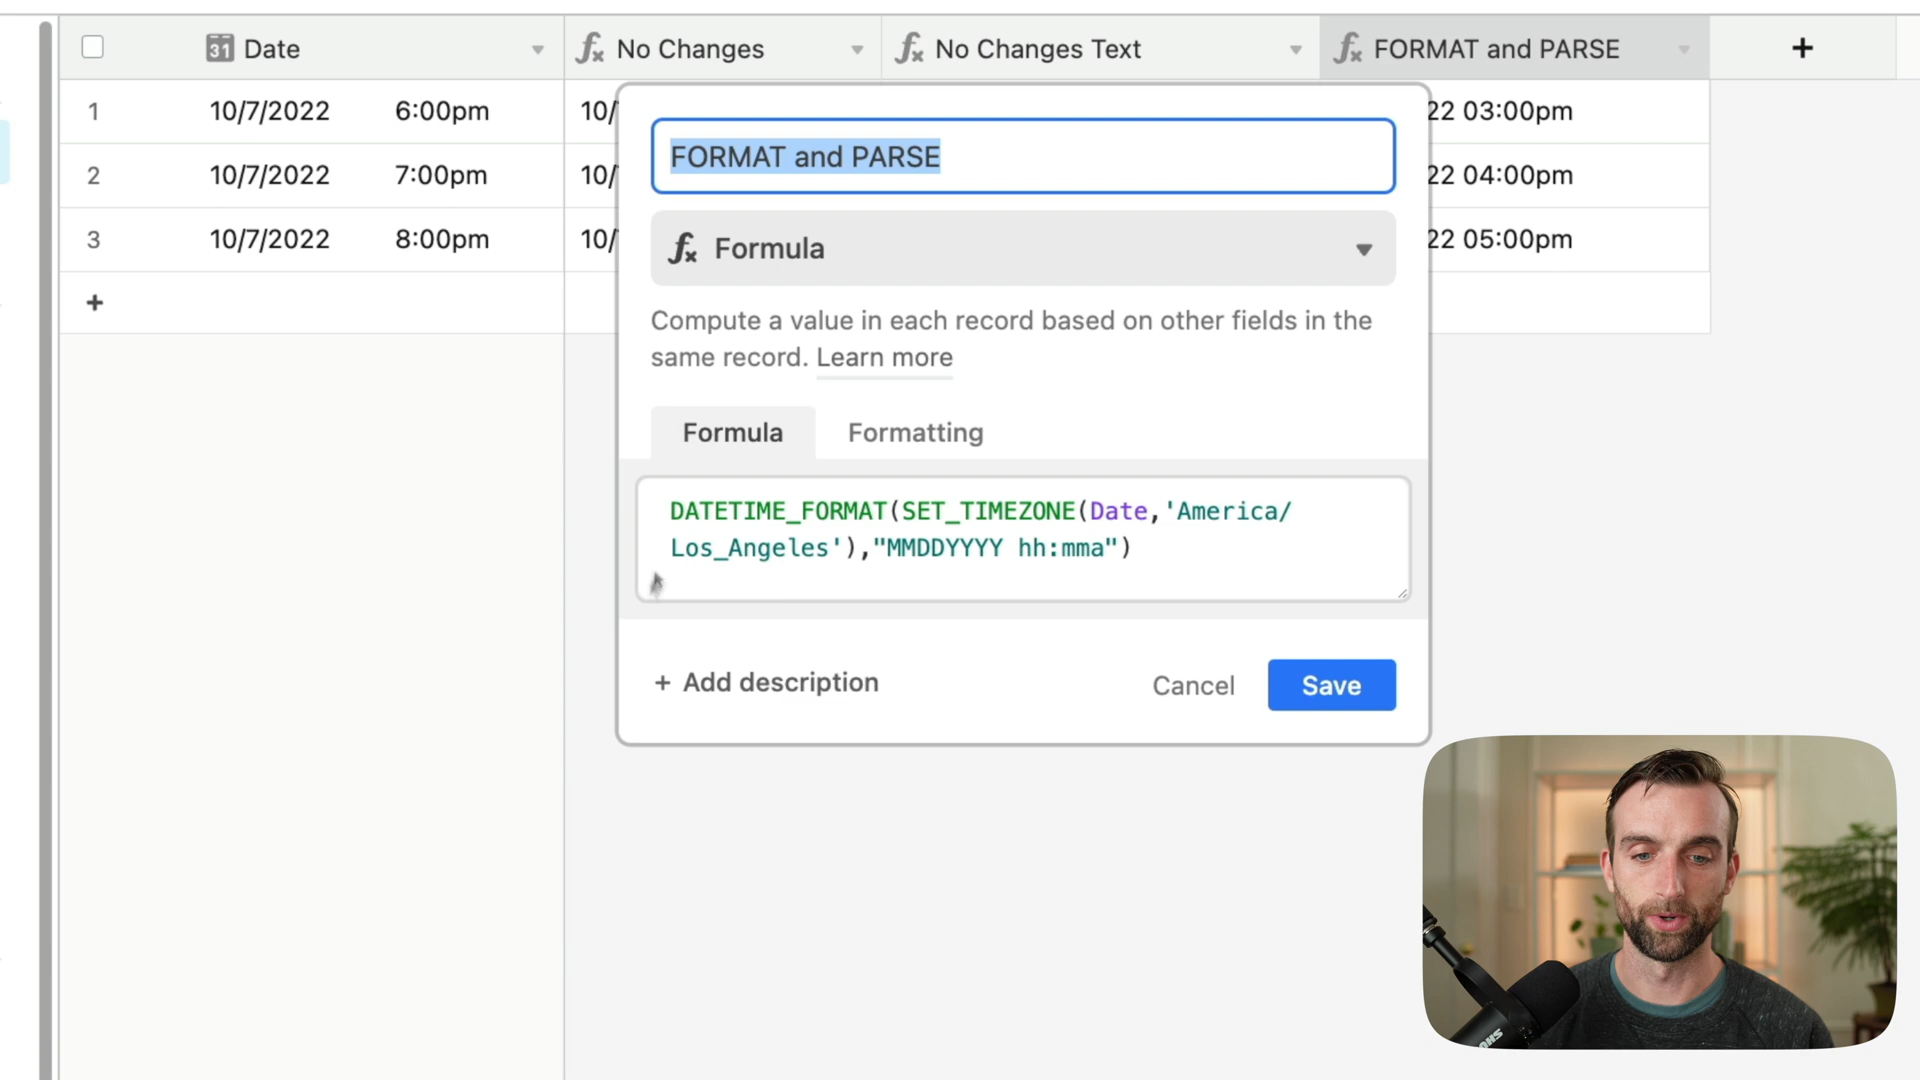 Date
No Changes
No Changes Text
FORMAT and PARSE
+
1 10/7/2022 6:00pm 10/ 22 03:00pm
2 10/7/2022 7:00pm 10/ 22 04:00pm
3 10/7/2022 8:00pm 10/ 22 05:00pm
+
FORMAT and PARSE
Formula
Compute a value in each record based on other fields in the
same record. Learn more
Formula Formatting
DATETIME_FORMAT(SET_TIMEZONE(Date,'America/
Los_Angeles'),"MMDDYYYY hh:mma")
+ Add description
Cancel
Save